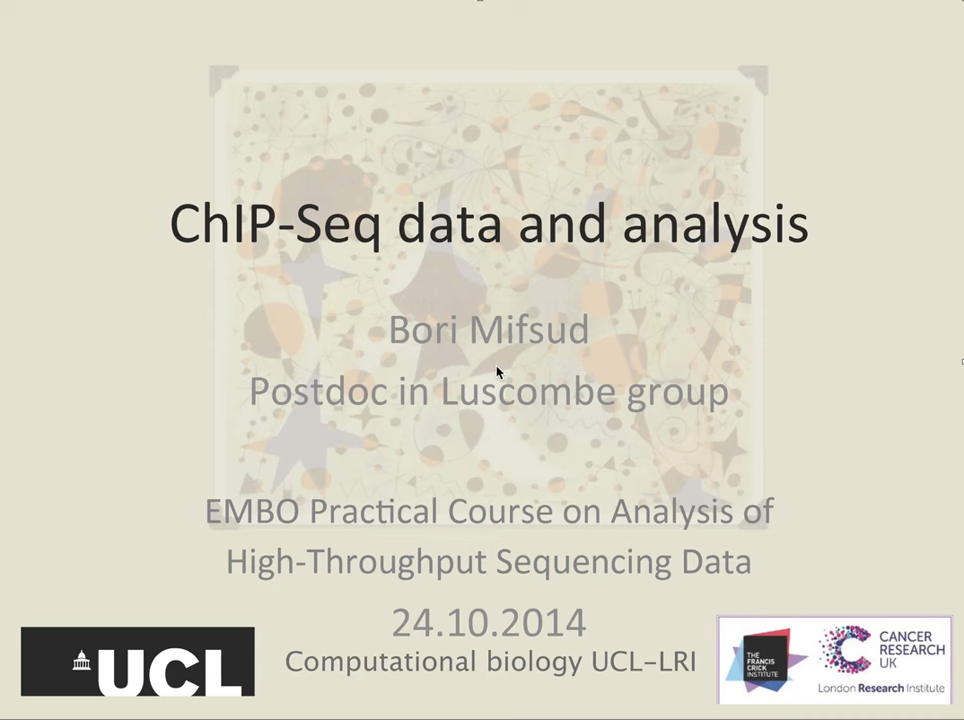 ChIP-Seq data and analysis
Bori Mifsud
Postdoc in Luscombe group
EMBO Practical Course on Analysis of
High-Throughput Sequencing Data
24.10.2014
Computational biology UCL-LRI
UCL
THE
FRANCIS
CRICK
INSTITUTE
CANCER
RESEARCH
UK
London Research Institute